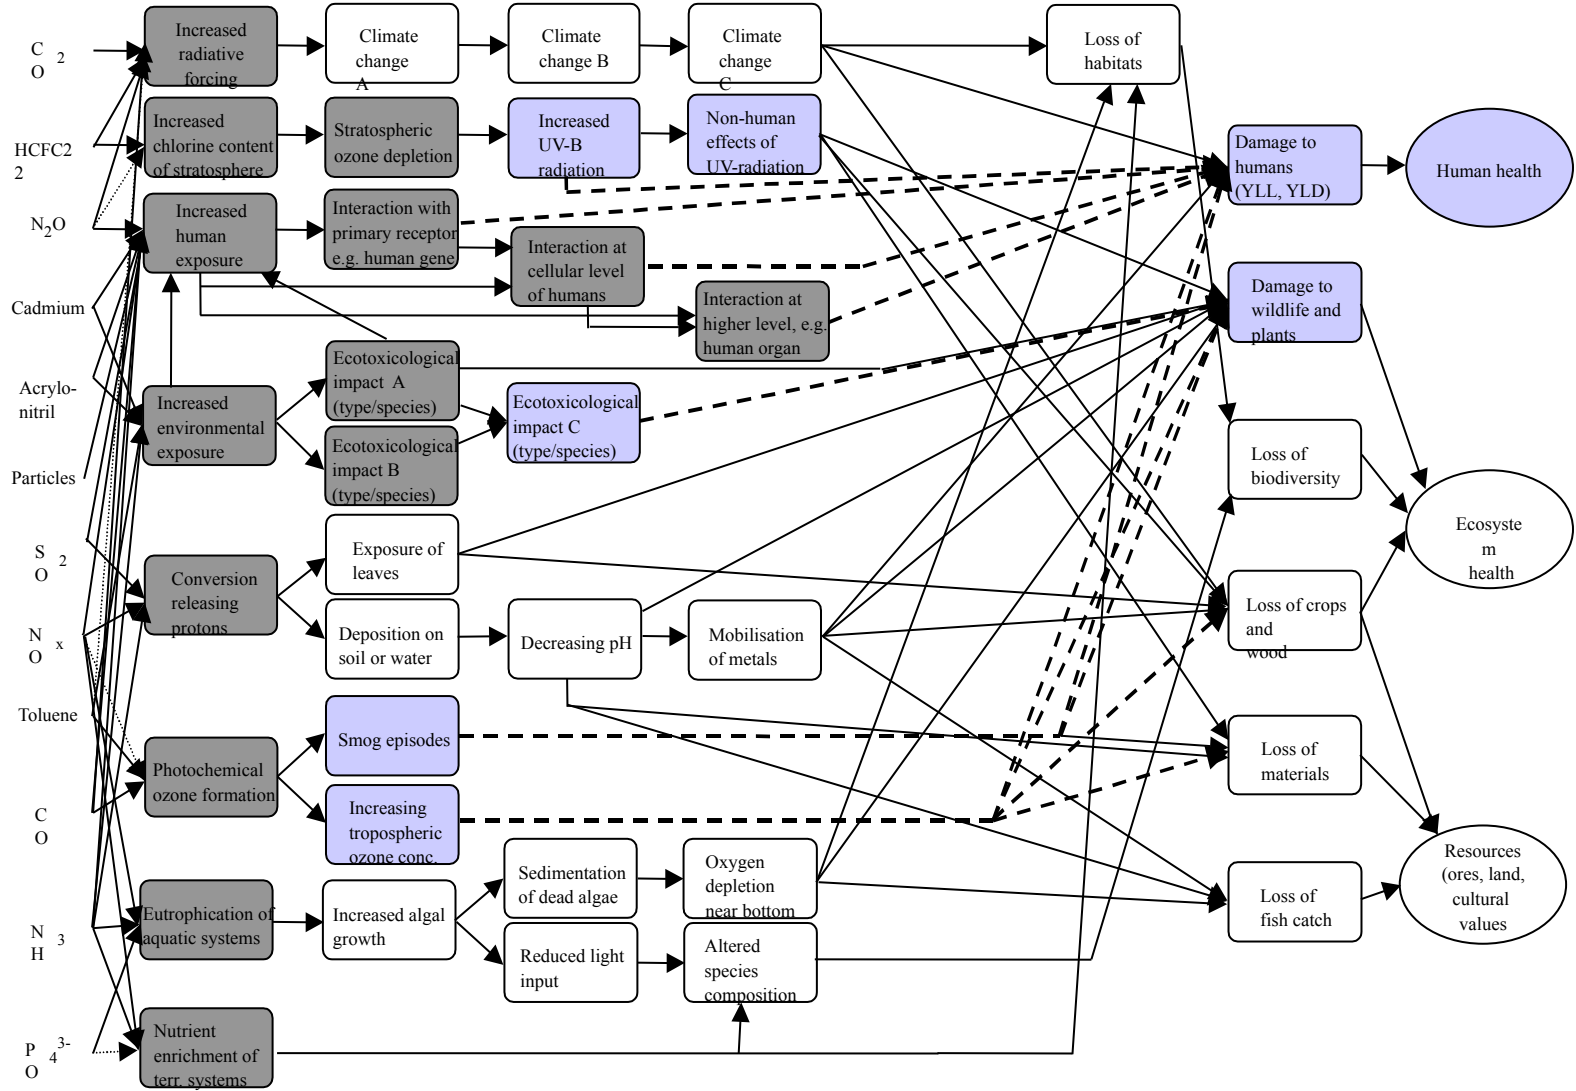 C
O
2
HCFC2
2
N2O
Cadmium
Acrylo-
nitril
Particles
S
O
2
N
O
x
Toluene
C
O
N
H
3
P
O
4
3-
Increased
radiative
forcing
Climate
change
A
Climate
change B
Climate
change
C
Loss of
habitats
Increased
chlorine content
of stratosphere
Stratospheric
ozone depletion
Increased
UV-B
radiation
Non-human
effects of
UV-radiation
Damage to
humans
(YLL, YLD)
Human health
Increased
human
exposure
Interaction with
primary receptor
e.g. human gene
Interaction at
cellular level
of humans
Interaction at
higher level, e.g.
human organ
Damage to
wildlife and
plants
Increased
environmental
exposure
Ecotoxicological
impact A
(type/species)
Ecotoxicological
impact B
(type/species)
Ecotoxicological
impact C
(type/species)
Loss of
biodiversity
Ecosyste
m
health
Conversion
releasing
protons
Exposure of
leaves
Deposition on
soil or water
Decreasing pH
Mobilisation
of metals
Loss of crops
and
wood
Photochemical
ozone formation
Smog episodes
Increasing
tropospheric
ozone conc.
Loss of
materials
Eutrophication of
aquatic systems
Increased algal
growth
Sedimentation
of dead algae
Reduced light
input
Oxygen
depletion
near bottom
Altered
species
composition
Loss of
fish catch
Resources
(ores, land,
cultural
values
Nutrient
enrichment of
terr. systems